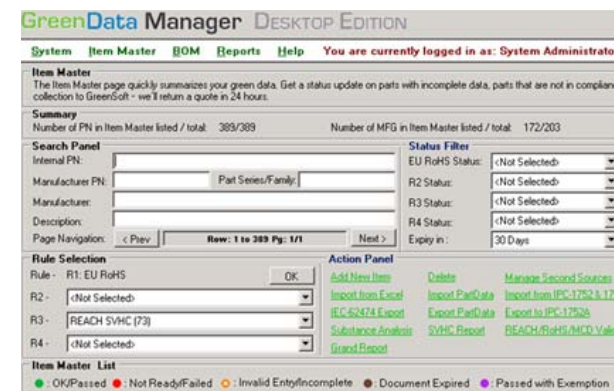 GreenData Manager DESKTOP EDITION
System Item Master BOM Reports Help You are currently logged in as: System Administrato
Item Master
The Item Master page quickly summarizes your green data. Get a status update on parts with incomplete data, parts that are not in complian
collection to GreenSoft - we'll return a quote in 24 hours.
Summary
Number of PN in Item Master listed / total: 389/389 Number of MFG in Item Master listed / total: 172/203
Search Panel
Internal PN:
Manufacturer PN: Part Series/Family:
Manufacturer:
Description:
Page Navigation: < Prev Row: 1 to 389 Pg: 1/1 Next >
Status Filter
EU RoHS Status: <Not Selected>
R2 Status: <Not Selected>
R3 Status: <Not Selected>
R4 Status: <Not Selected>
Expiry in : 30 Days
Rule Selection
Rule - R1: EU RoHS OK
R2 - <Not Selected>
R3 - REACH SVHC (73)
R4 - <Not Selected>
Action Panel
Add New Item Delete Manage Second Sources
Import from Excel Import PartData Import from IPC-1752 & 17
IEC-62474 Export Export PartData Export to IPC-1752A
Substance Analysis SVHC Report REACH/RoHS/MCD Vali
Grand Report
Item Master List
: OK/Passed : Not Ready/Failed : Invalid Entry/Incomplete : Document Expired : Passed with Exemption